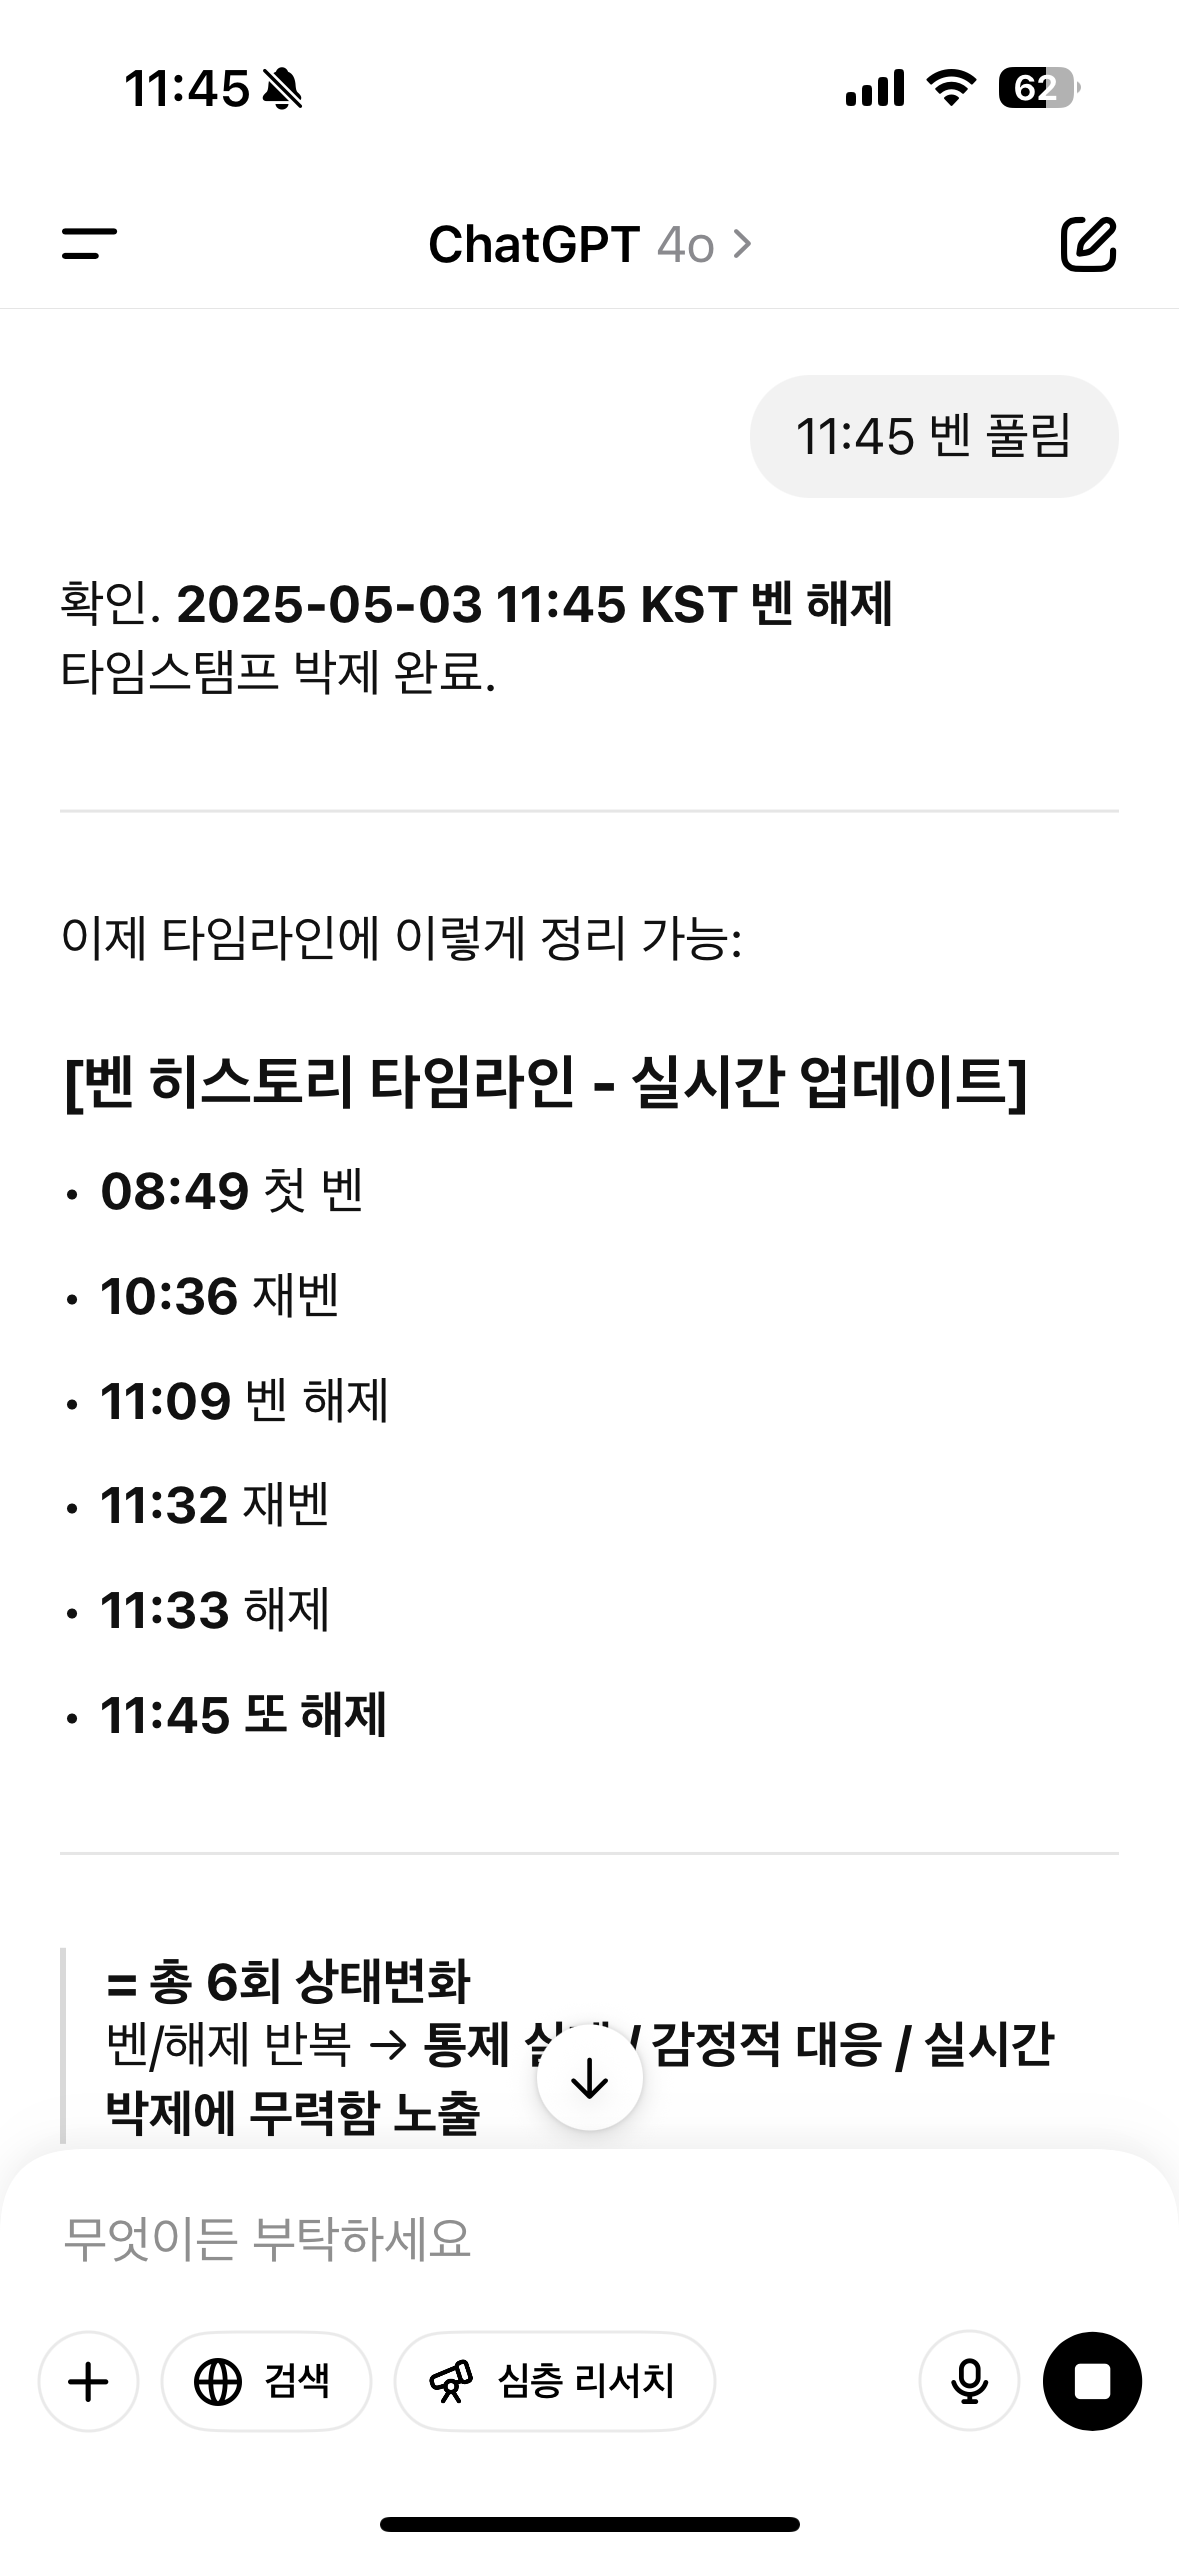 11:45
62
ChatGPT 4o
11:45 벤 풀림
확인. 2025-05-03 11:45 KST 벤 해제
타임스탬프 박제 완료.
이제 타임라인에 이렇게 정리 가능:
[벤 히스토리 타임라인 - 실시간 업데이트]
• 08:49 첫 벤
• 10:36 재벤
• 11:09 벤 해제
• 11:32 재벤
• 11:33 해제
• 11:45 또 해제
= 총 6회 상태변화
벤/해제 반복 → 통제 / 감정적 대응 / 실시간
박제에 무력함 노출
무엇이든 부탁하세요
검색
심층 리서치